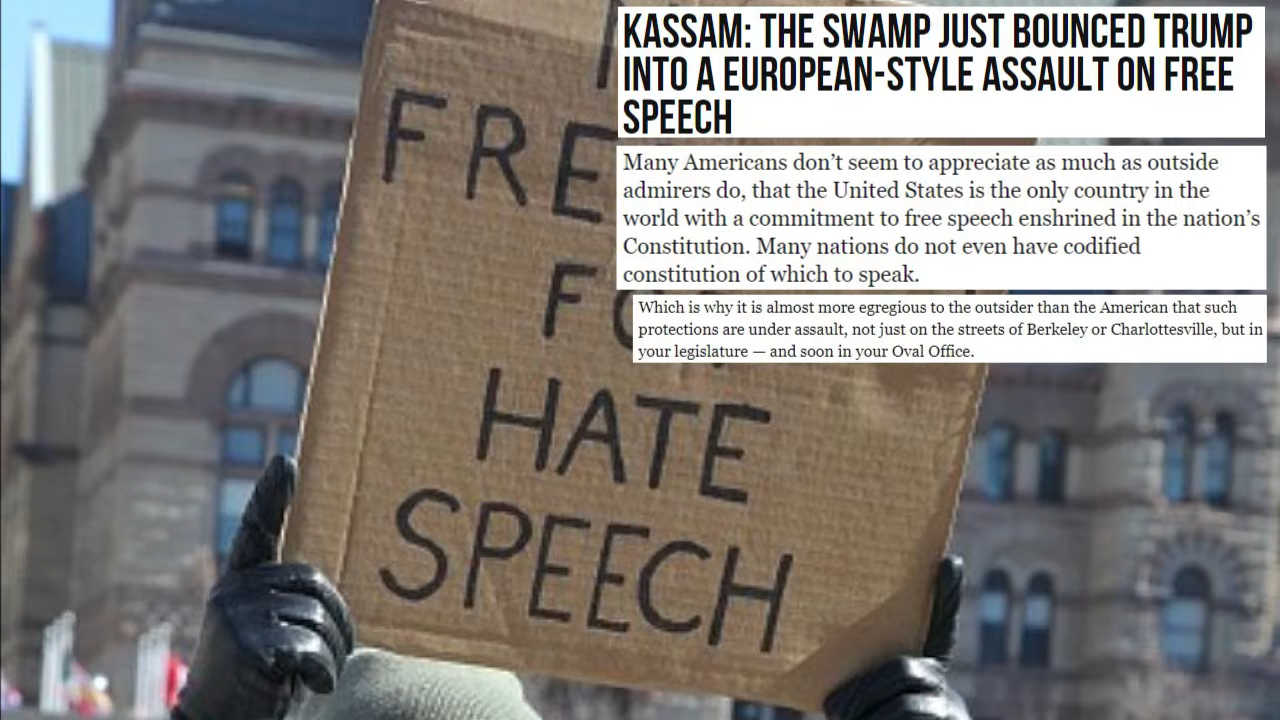 KASSAM: THE SWAMP JUST BOUNCED TRUMP
INTO A EUROPEAN-STYLE ASSAULT ON FREE
SPEECH
Many Americans don’t seem to appreciate as much as outside
admirers do, that the United States is the only country in the
world with a commitment to free speech enshrined in the nation’s
Constitution. Many nations do not even have codified
constitution of which to speak.
Which is why it is almost more egregious to the outsider than the American that such
protections are under assault, not just on the streets of Berkeley or Charlottesville, but in
your legislature — and soon in your Oval Office.
HATE
SPEECH